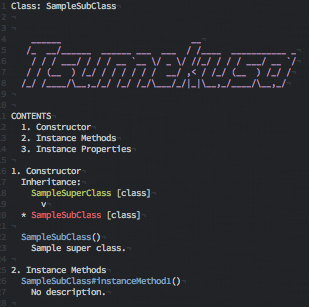 Class: SampleSubClass
CONTENTS
1. Constructor
2. Instance Methods
3. Instance Properties
1. Constructor
Inheritance:
SampleSuperClass [class]
v
* SampleSubClass [class]
SampleSubClass()
Sample super class.
2. Instance Methods
SampleSubClass#instanceMethod1()
No description.